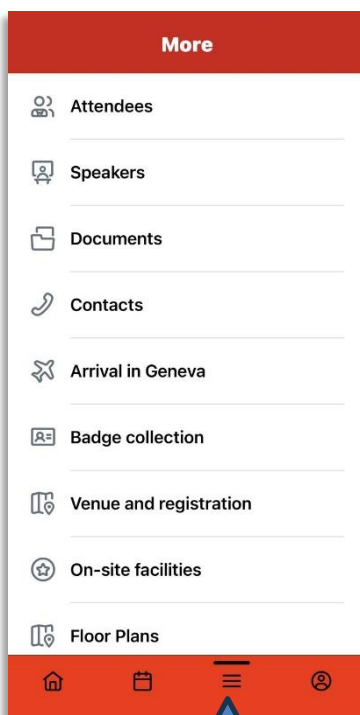 More
Attendees
Speakers
Documents
Contacts
Arrival in Geneva
Badge collection
Venue and registration
On-site facilities
Floor Plans